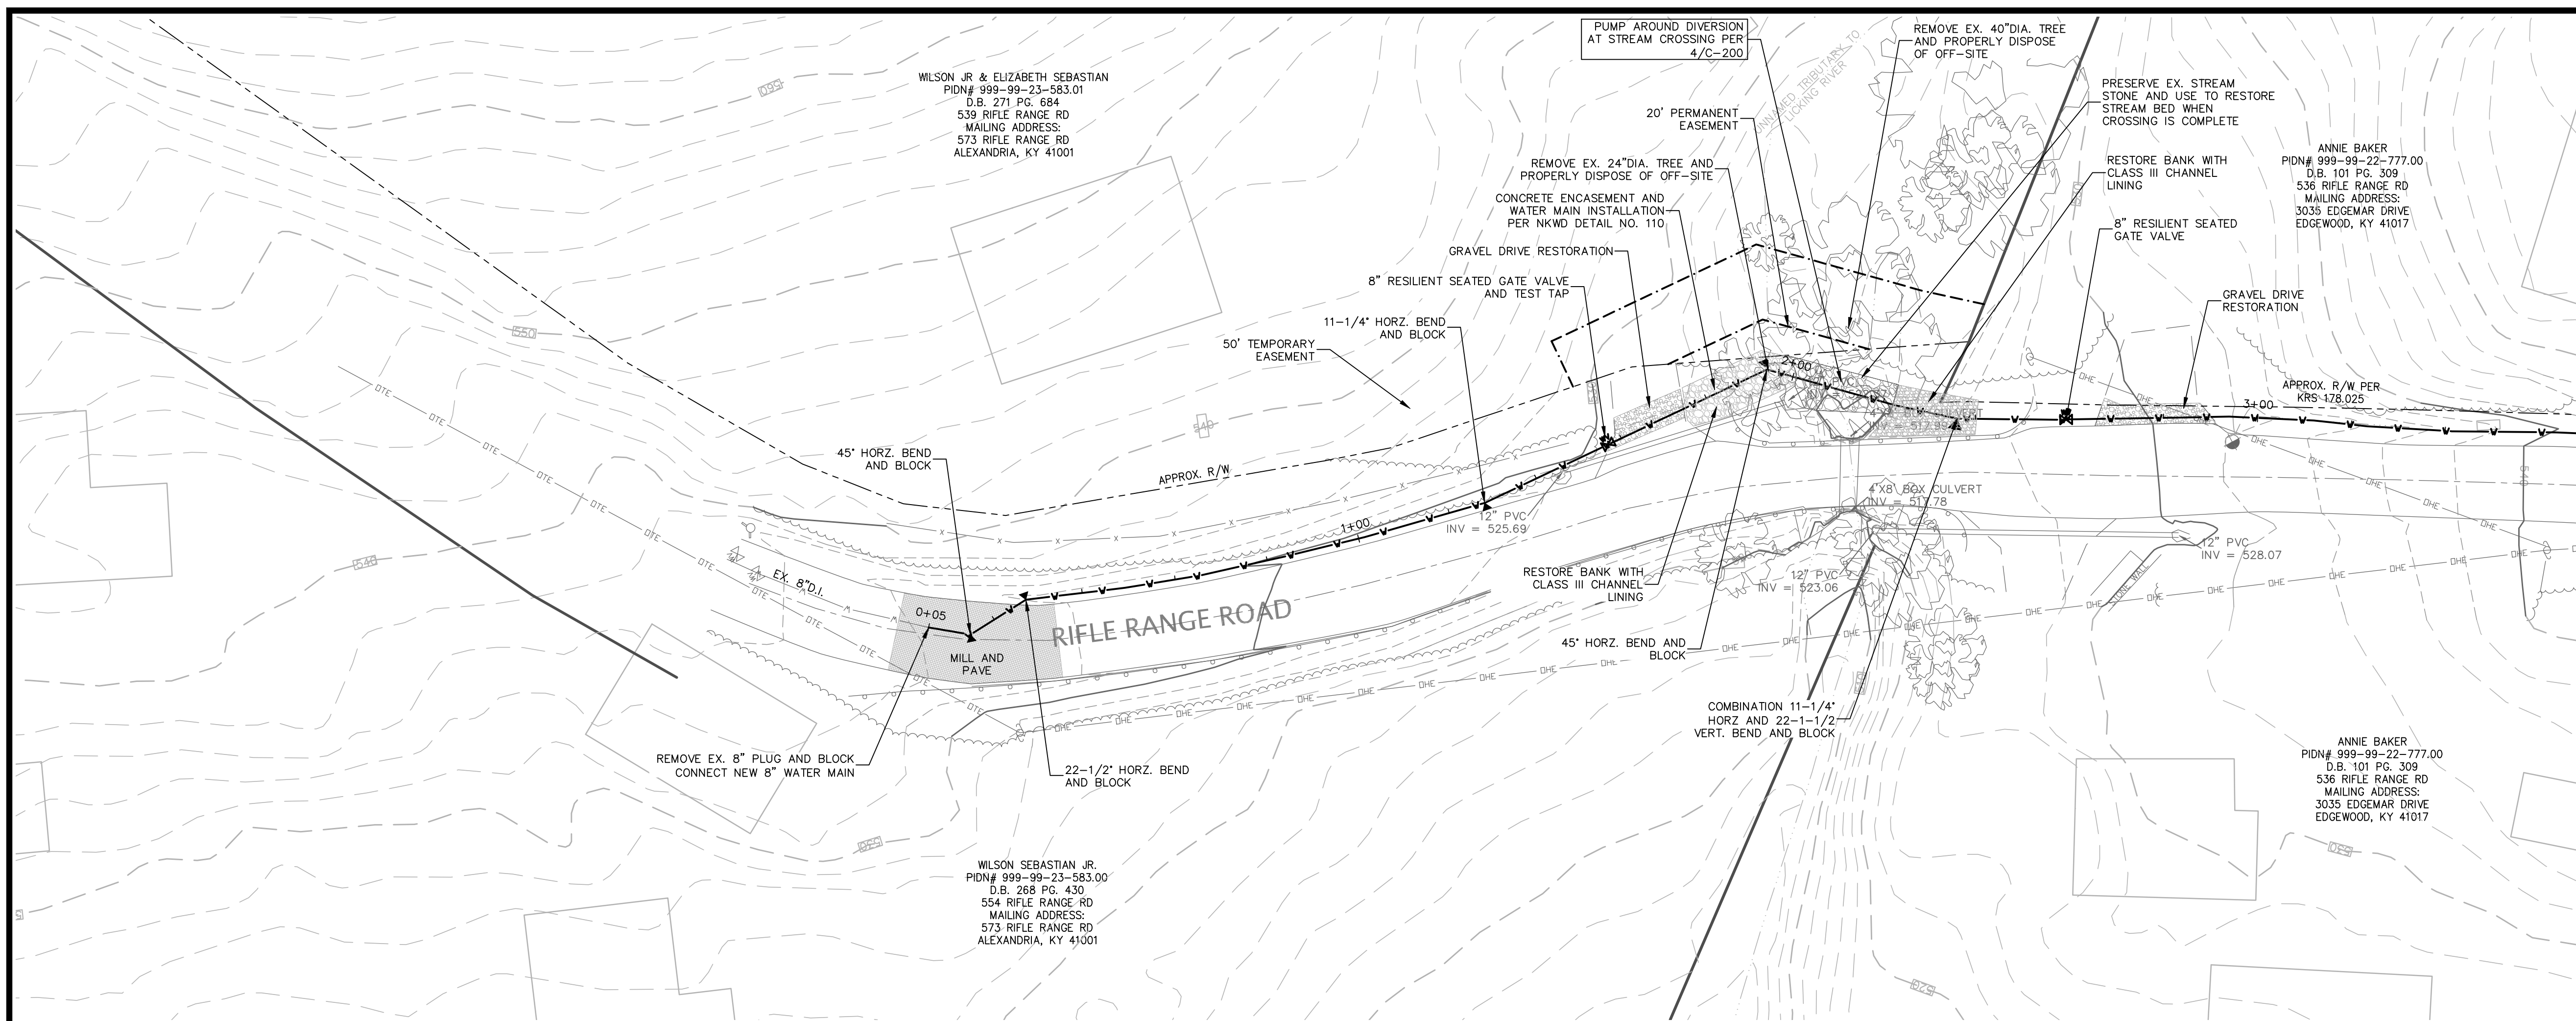 PUMP AROUND DIVERSION
AT STREAM CROSSING PER
4/C-200
REMOVE EX. 40"DIA. TREE
AND PROPERLY DISPOSE
OF OFF-SITE
UNNAMED TRIBUTARY TO
LICKING RIVER
WILSON JR & ELIZABETH SEBASTIAN
PIDN# 999-99-23-583.01
D.B. 271 PG. 684
539 RIFLE RANGE RD
MAILING ADDRESS:
573 RIFLE RANGE RD
ALEXANDRIA, KY 41001
560
PRESERVE EX. STREAM
STONE AND USE TO RESTORE
STREAM BED WHEN
CROSSING IS COMPLETE
20' PERMANENT
EASEMENT
ANNIE BAKER
PIDN# 999-99-22-777.00
D.B. 101 PG. 309
536 RIFLE RANGE RD
MAILING ADDRESS:
3035 EDGEMAR DRIVE
EDGEWOOD, KY 41017
REMOVE EX. 24"DIA. TREE AND
PROPERLY DISPOSE OF OFF-SITE
RESTORE BANK WITH
CLASS III CHANNEL
LINING
CONCRETE ENCASEMENT AND
WATER MAIN INSTALLATION
PER NKWD DETAIL NO. 110
8" RESILIENT SEATED
GATE VALVE
GRAVEL DRIVE RESTORATION
8" RESILIENT SEATED GATE VALVE
AND TEST TAP
GRAVEL DRIVE
RESTORATION
11-1/4° HORZ. BEND
AND BLOCK
550
50' TEMPORARY
EASEMENT
2+00
APPROX. R/W PER
KRS 178.025
3+00
540
45° HORZ. BEND
AND BLOCK
APPROX. R/W
4'X8' BOX CULVERT
INV = 517.78
12" PVC
INV = 525.69
1+00
12" PVC
INV = 528.07
540
EX. 8"D.I.
0+05
RIFLE RANGE ROAD
MILL AND
PAVE
RESTORE BANK WITH
CLASS III CHANNEL
LINING
12" PVC
INV = 523.06
STONE WALL
45° HORZ. BEND AND
BLOCK
COMBINATION 11-1/4°
HORZ AND 22-1-1/2
VERT. BEND AND BLOCK
REMOVE EX. 8" PLUG AND BLOCK
CONNECT NEW 8" WATER MAIN
22-1/2° HORZ. BEND
AND BLOCK
ANNIE BAKER
PIDN# 999-99-22-777.00
D.B. 101 PG. 309
536 RIFLE RANGE RD
MAILING ADDRESS:
3035 EDGEMAR DRIVE
EDGEWOOD, KY 41017
530
530
WILSON SEBASTIAN JR.
PIDN# 999-99-23-583.00
D.B. 268 PG. 430
554 RIFLE RANGE RD
MAILING ADDRESS:
573 RIFLE RANGE RD
ALEXANDRIA, KY 41001
520